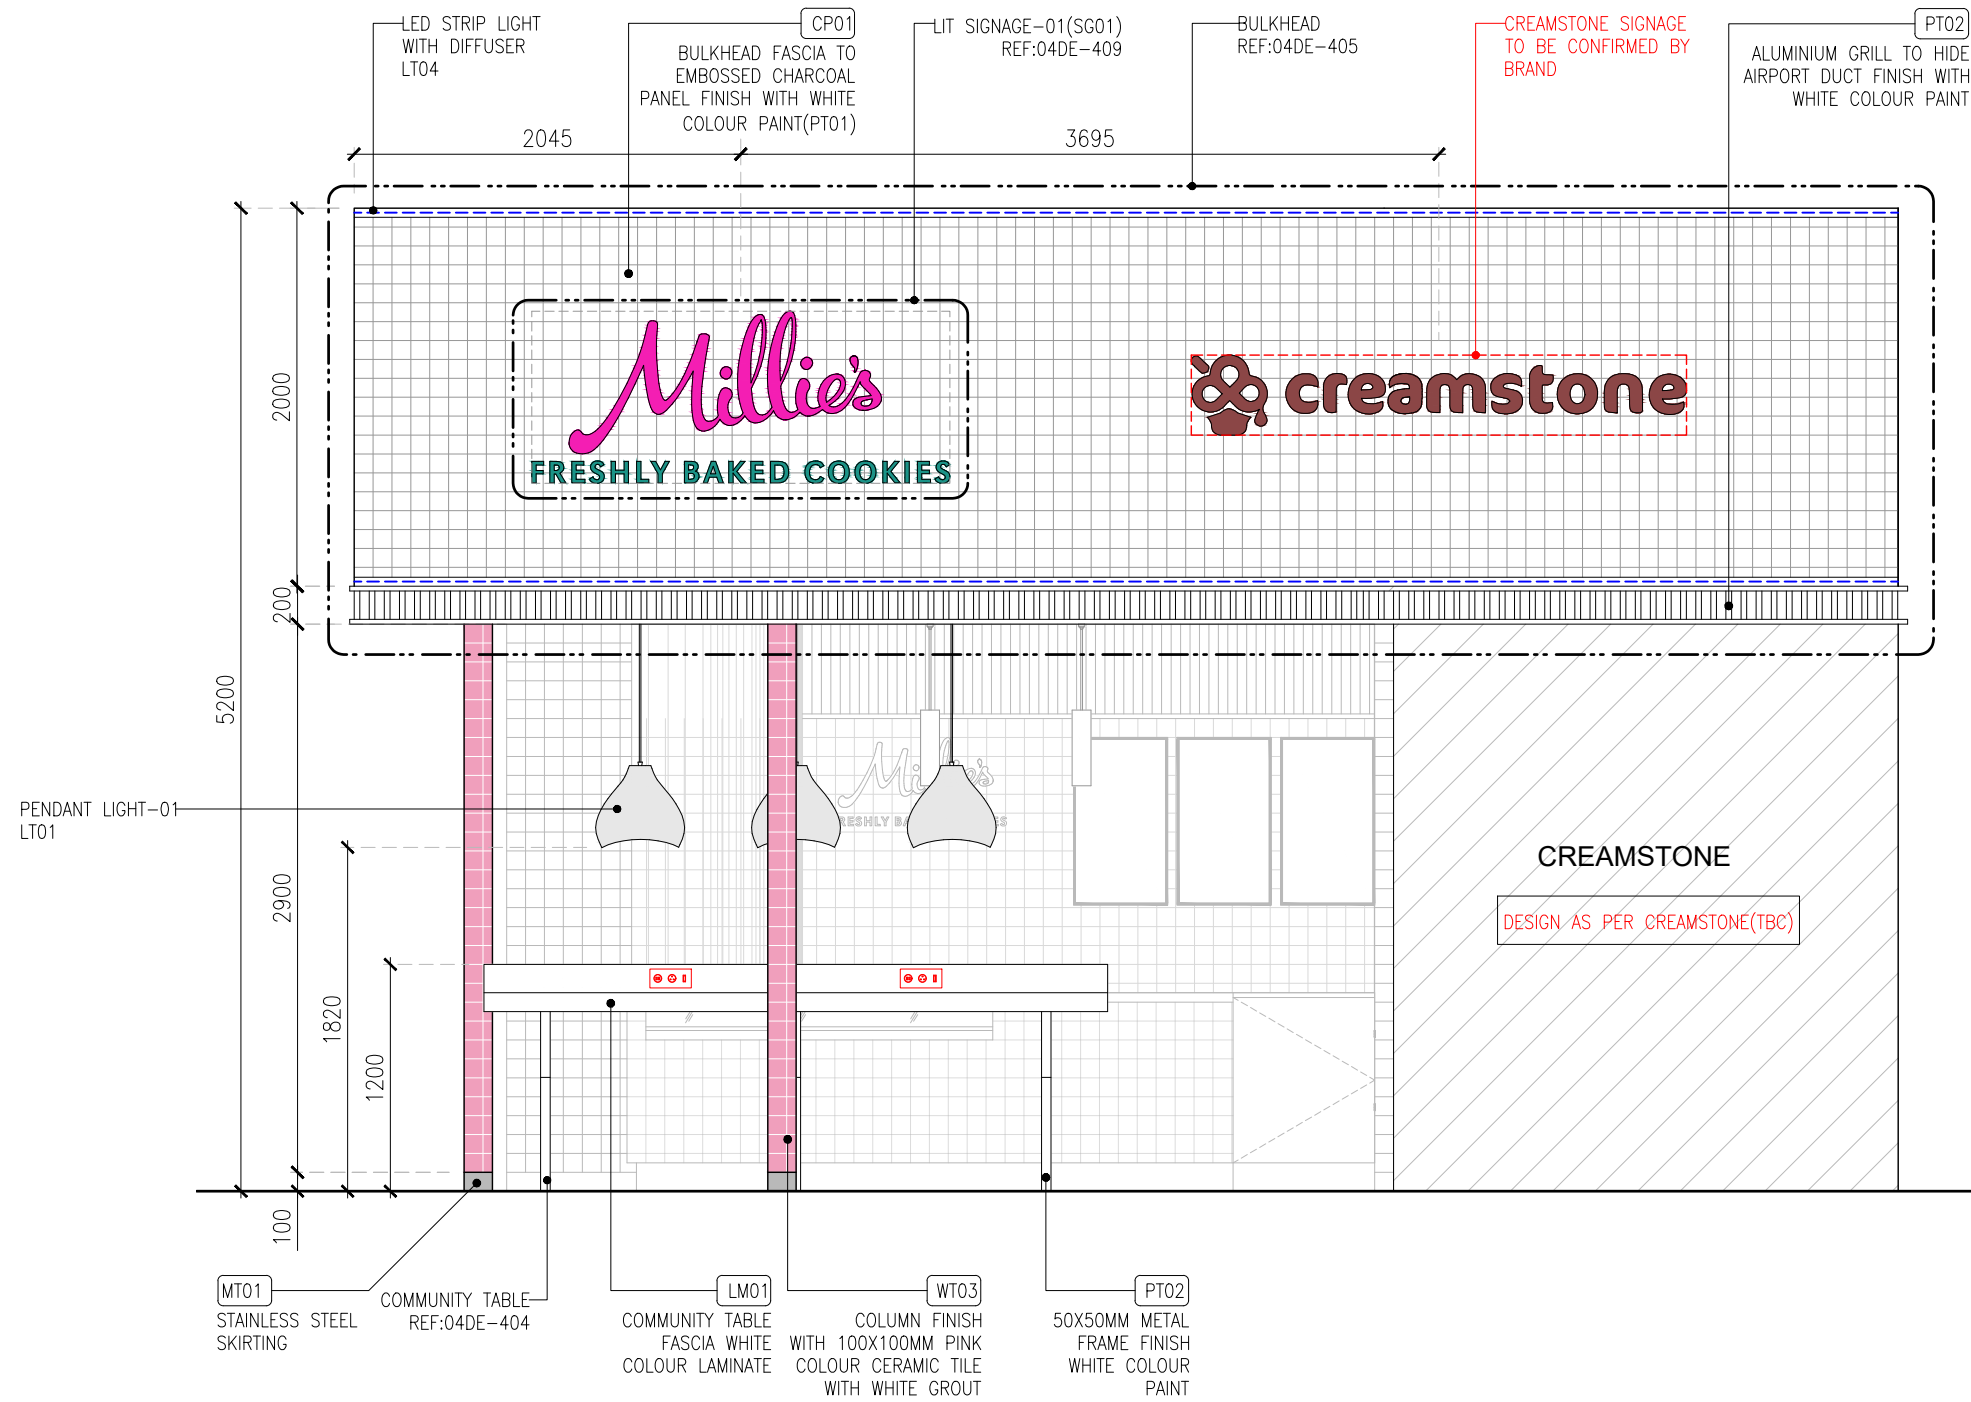 LED STRIP LIGHT
WITH DIFFUSER
LT04
CP01
BULKHEAD FASCIA TO
EMBOSSED CHARCOAL
PANEL FINISH WITH WHITE
COLOUR PAINT(PT01)
LIT SIGNAGE-01(SG01)
REF:04DE-409
BULKHEAD
REF:04DE-405
CREAMSTONE SIGNAGE
TO BE CONFIRMED BY
BRAND
PT02
ALUMINIUM GRILL TO HIDE
AIRPORT DUCT FINISH WITH
WHITE COLOUR PAINT
2045
3695
2000
200
5200
2900
1820
1200
100
Millie's
FRESHLY BAKED COOKIES
creamstone
PENDANT LIGHT-01
LT01
Millie's
CREAMSTONE
DESIGN AS PER CREAMSTONE(TBC)
MT01
STAINLESS STEEL
SKIRTING
COMMUNITY TABLE
REF:04DE-404
LM01
COMMUNITY TABLE
FASCIA WHITE
COLOUR LAMINATE
WT03
COLUMN FINISH
WITH 100X100MM PINK
COLOUR CERAMIC TILE
WITH WHITE GROUT
PT02
50X50MM METAL
FRAME FINISH
WHITE COLOUR
PAINT